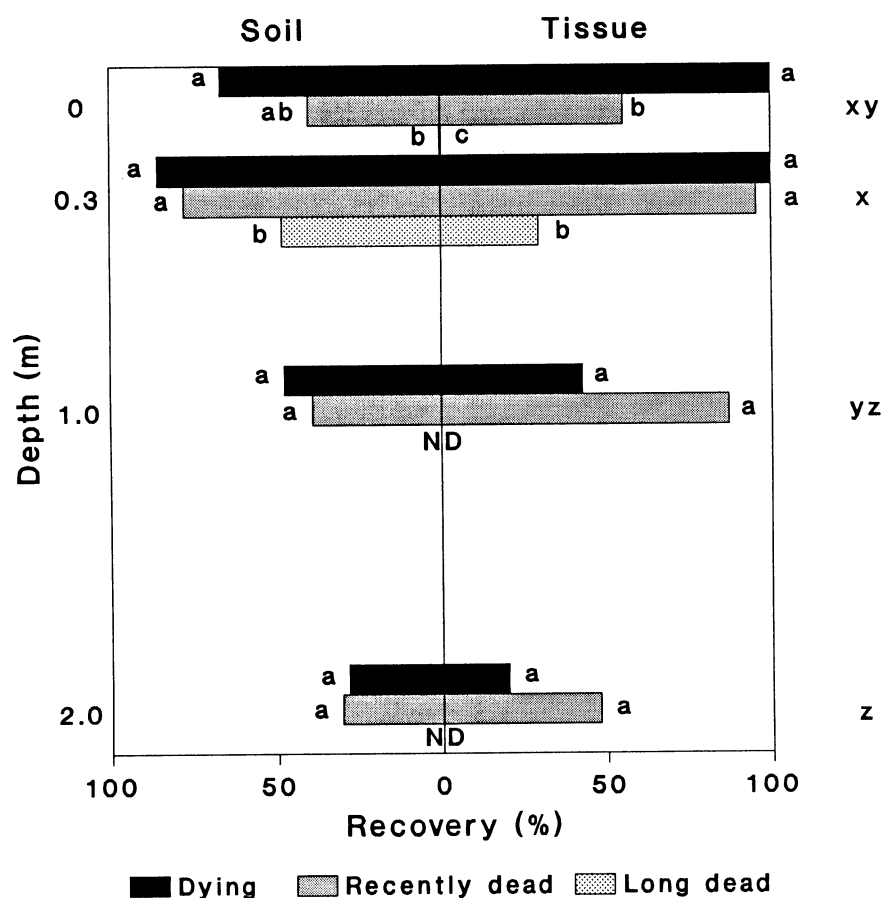 Soil Tissue
a a
0 ab b xy
b c
a a
0.3 a a x
b b
a a
1.0 a a yz
ND
a a
2.0 a a z
ND
Depth (m)
100 50 0 50 100
Recovery (%)
Dying Recently dead Long dead